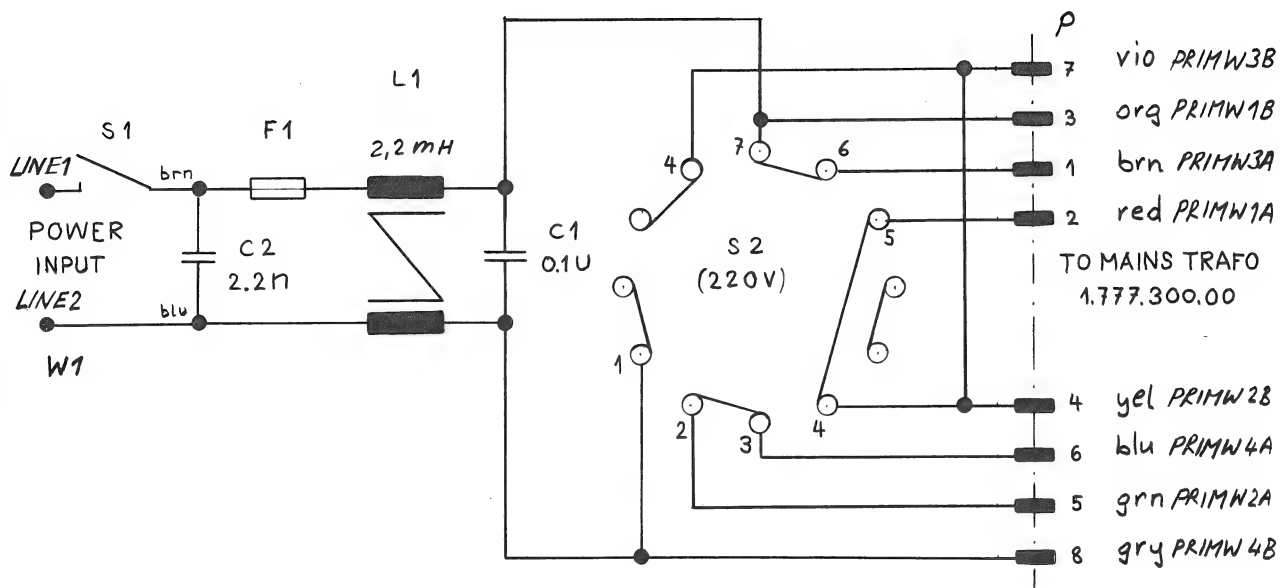 P
7 vio PRIMW3B
3 org PRIMW1B
1 brn PRIMW3A
2 red PRIMW1A
TO MAINS TRAFO
1.777.300.00
4 yel PRIMW2B
6 blu PRIMW4A
5 grn PRIMW2A
8 gry PRIMW4B
L1
2,2mH
S1
F1
LINE1
brn
POWER
INPUT
C2
2.2n
LINE2
blu
W1
C1
0.1U
S2
(220V)
4
7
6
5
1
2
3
4